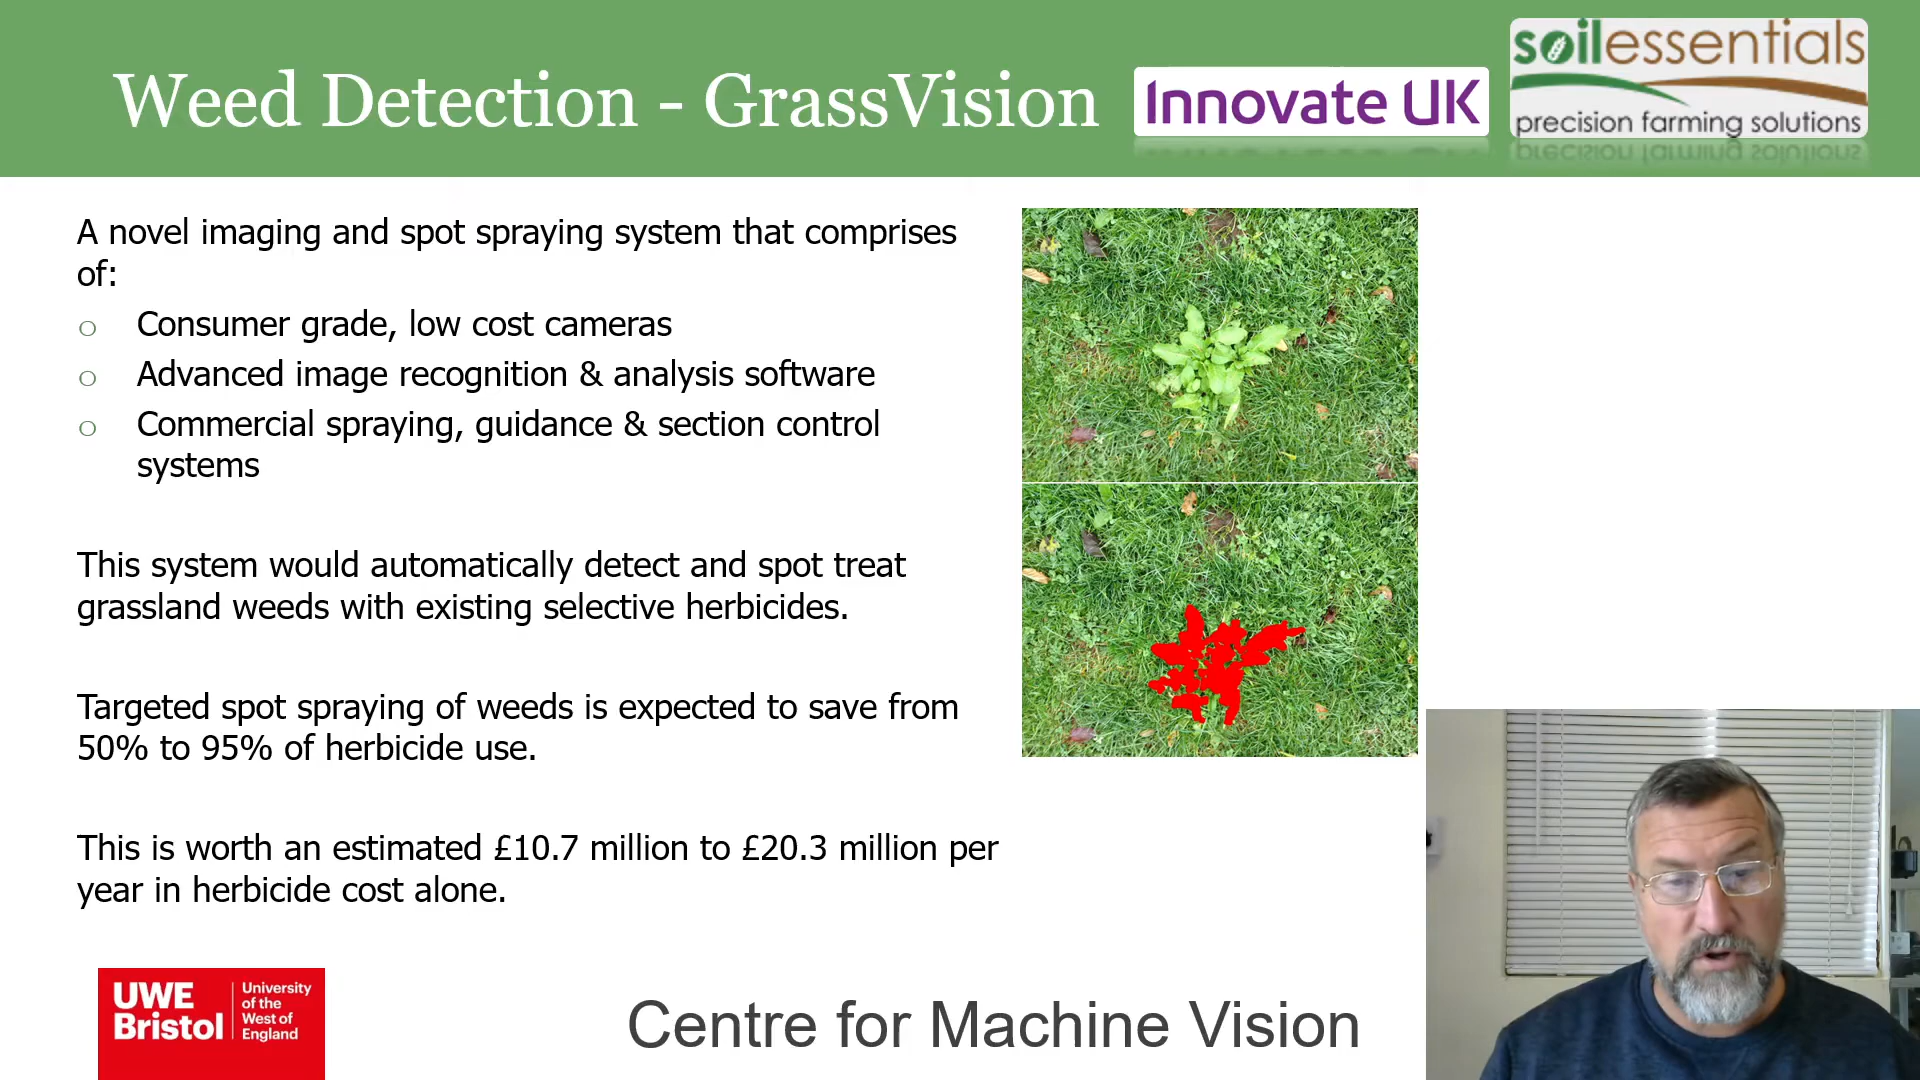 Weed Detection - GrassVision
Innovate UK
soilessentials
precision farming solutions
A novel imaging and spot spraying system that comprises
of:
o Consumer grade, low cost cameras
o Advanced image recognition & analysis software
o Commercial spraying, guidance & section control
systems
This system would automatically detect and spot treat
grassland weeds with existing selective herbicides.
Targeted spot spraying of weeds is expected to save from
50% to 95% of herbicide use.
This is worth an estimated £10.7 million to £20.3 million per
year in herbicide cost alone.
UWE
Bristol
University
of the
West of
England
Centre for Machine Vision